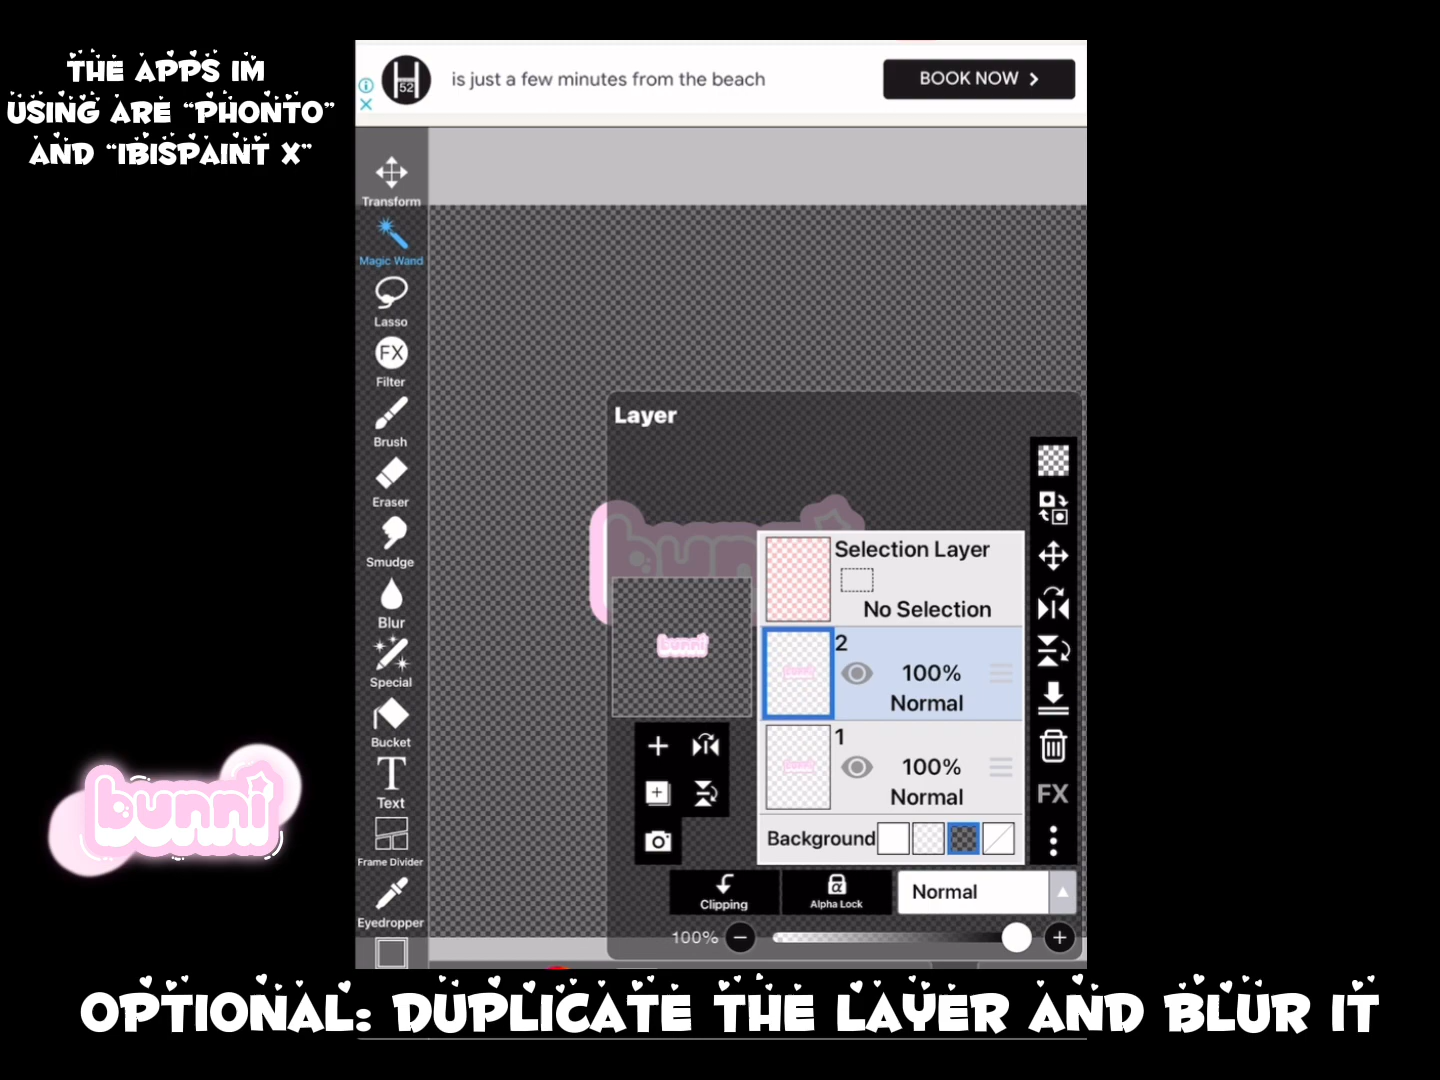 THE APPS IM
USING ARE "PHONTO"
AND "IBISPAINT X"
H
52
is just a few minutes from the beach
BOOK NOW
Transform
Magic Wand
Lasso
FX
Filter
Brush
Eraser
Smudge
Blur
Special
Bucket
T
Text
Frame Divider
Eyedropper
Layer
bunni
Selection Layer
No Selection
2
100%
Normal
1
100%
Normal
Background
FX
Clipping
α
Alpha Lock
Normal
100%
bunni
bunni
OPTIONAL: DUPLICATE THE LAYER AND BLUR IT